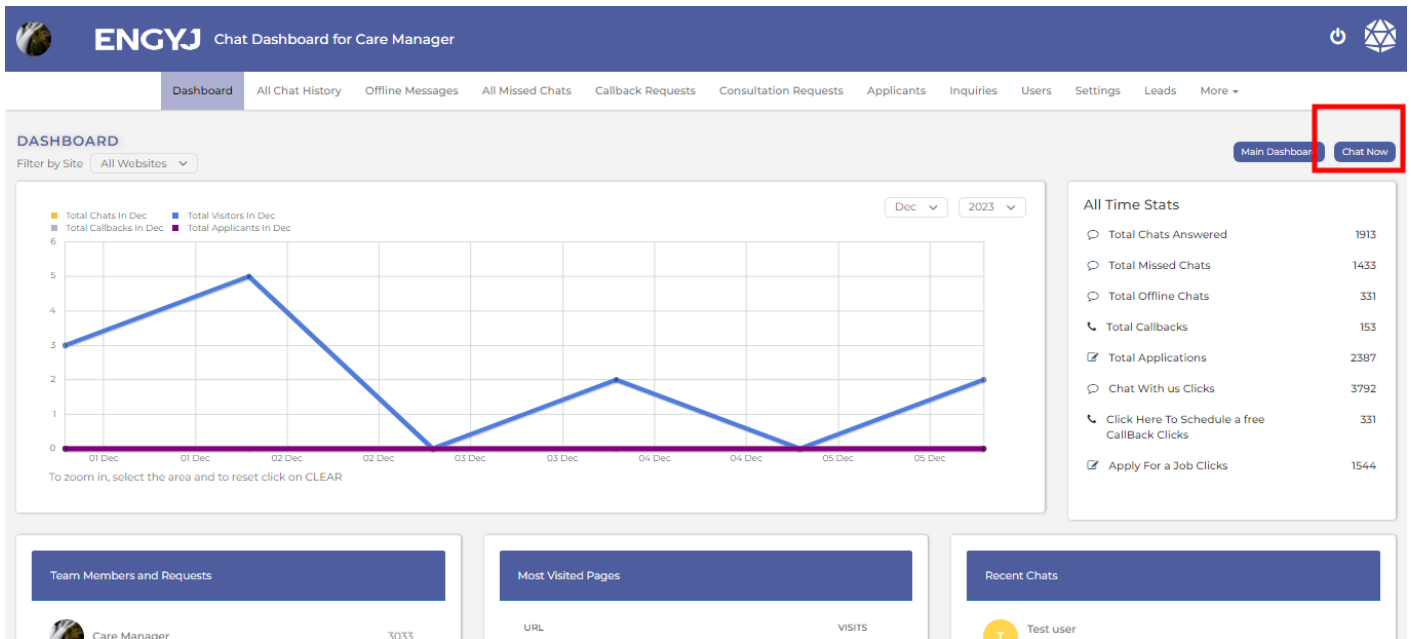 ENGYJ Chat Dashboard for Care Manager
Dashboard All Chat History Offline Messages All Missed Chats Callback Requests Consultation Requests Applicants Inquiries Users Settings Leads More
DASHBOARD
Filter by Site All Websites
Main Dashboard Chat Now
Dec 2023
Total Chats In Dec Total Visitors In Dec
Total Callbacks In Dec Total Applicants In Dec
6
5
4
3
2
1
0
01 Dec 01 Dec 02 Dec 02 Dec 03 Dec 03 Dec 04 Dec 04 Dec 05 Dec 05 Dec
To zoom in, select the area and to reset click on CLEAR
All Time Stats
Total Chats Answered 1913
Total Missed Chats 1433
Total Offline Chats 331
Total Callbacks 153
Total Applications 2387
Chat With us Clicks 3792
Click Here To Schedule a free 331
CallBack Clicks
Apply For a Job Clicks 1544
Team Members and Requests
Care Manager 3033
Most Visited Pages
URL VISITS
Recent Chats
T Test user